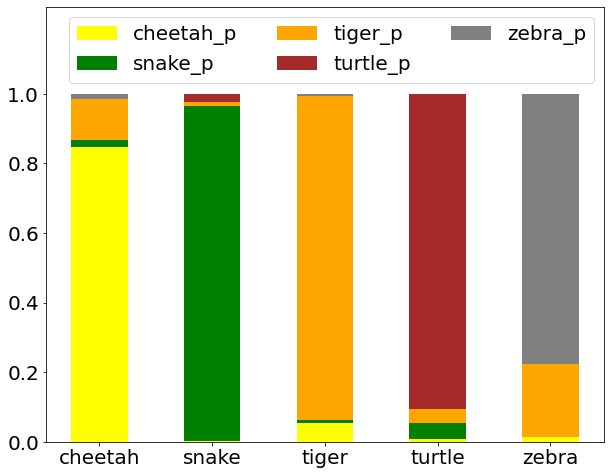 cheetah_p tiger_p zebra_p
snake_p turtle_p
1.0
0.8
0.6
0.4
0.2
0.0
cheetah snake tiger turtle zebra